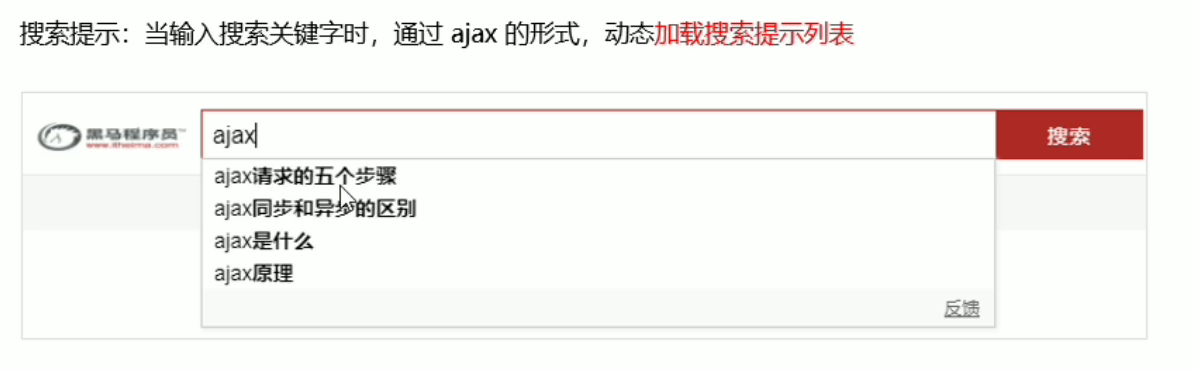 搜索提示：当输入搜索关键字时，通过 ajax 的形式，动态加载搜索提示列表
黑马程序员™
www.itheima.com
ajax
搜索
ajax请求的五个步骤
ajax同步和异步的区别
ajax是什么
ajax原理
反馈